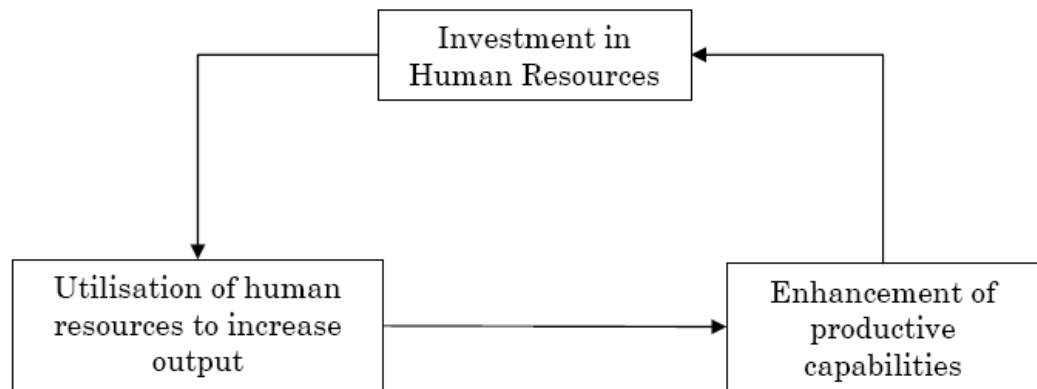 Investment in
Human Resources
Utilisation of human
resources to increase
output
Enhancement of
productive
capabilities